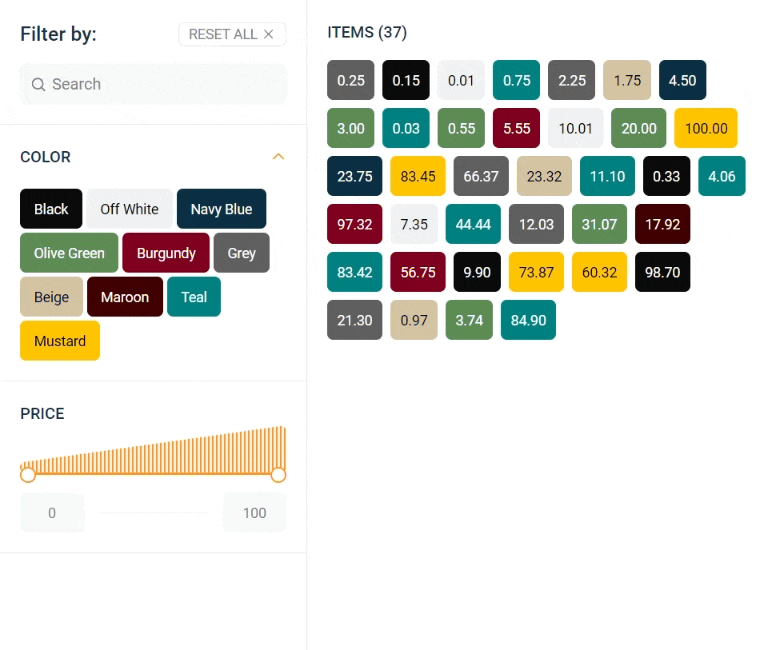 Filter by:
RESET ALL ×
Search
COLOR
Black Off White Navy Blue
Olive Green Burgundy Grey
Beige Maroon Teal
Mustard
PRICE
0 100
ITEMS (37)
0.25 0.15 0.01 0.75 2.25 1.75 4.50
3.00 0.03 0.55 5.55 10.01 20.00 100.00
23.75 83.45 66.37 23.32 11.10 0.33 4.06
97.32 7.35 44.44 12.03 31.07 17.92
83.42 56.75 9.90 73.87 60.32 98.70
21.30 0.97 3.74 84.90